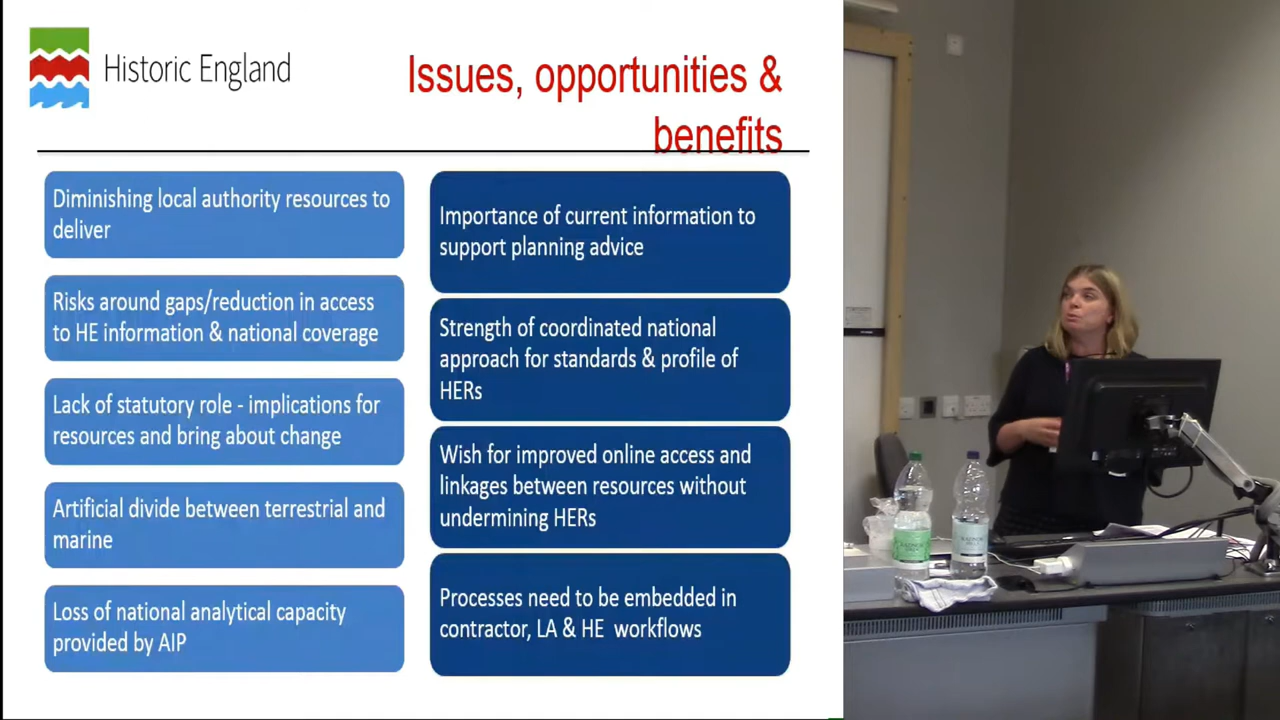 Historic England
Issues, opportunities &
benefits
Diminishing local authority resources to
deliver
Risks around gaps/reduction in access
to HE information & national coverage
Lack of statutory role - implications for
resources and bring about change
Artificial divide between terrestrial and
marine
Loss of national analytical capacity
provided by AIP
Importance of current information to
support planning advice
Strength of coordinated national
approach for standards & profile of
HERs
Wish for improved online access and
linkages between resources without
undermining HERs
Processes need to be embedded in
contractor, LA & HE workflows